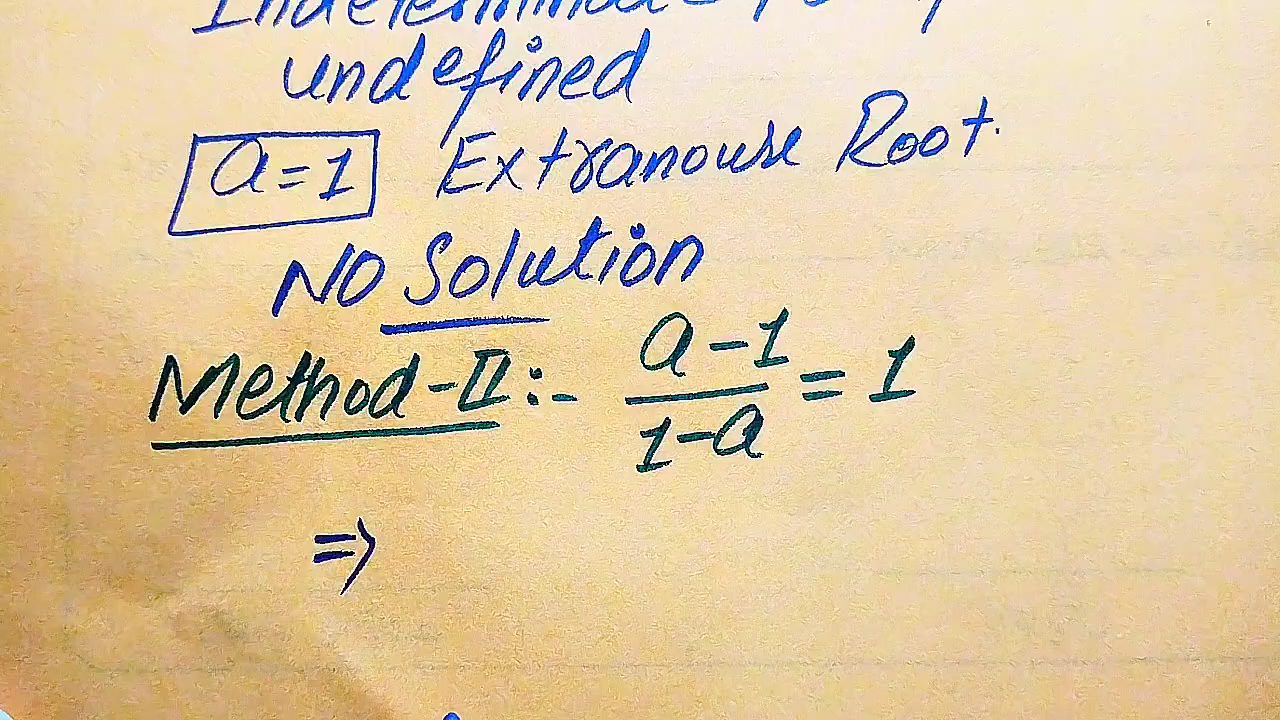 undefined
a=1 Extranouse Root.
NO Solution
Method-II:- a-1/1-a = 1
⇒